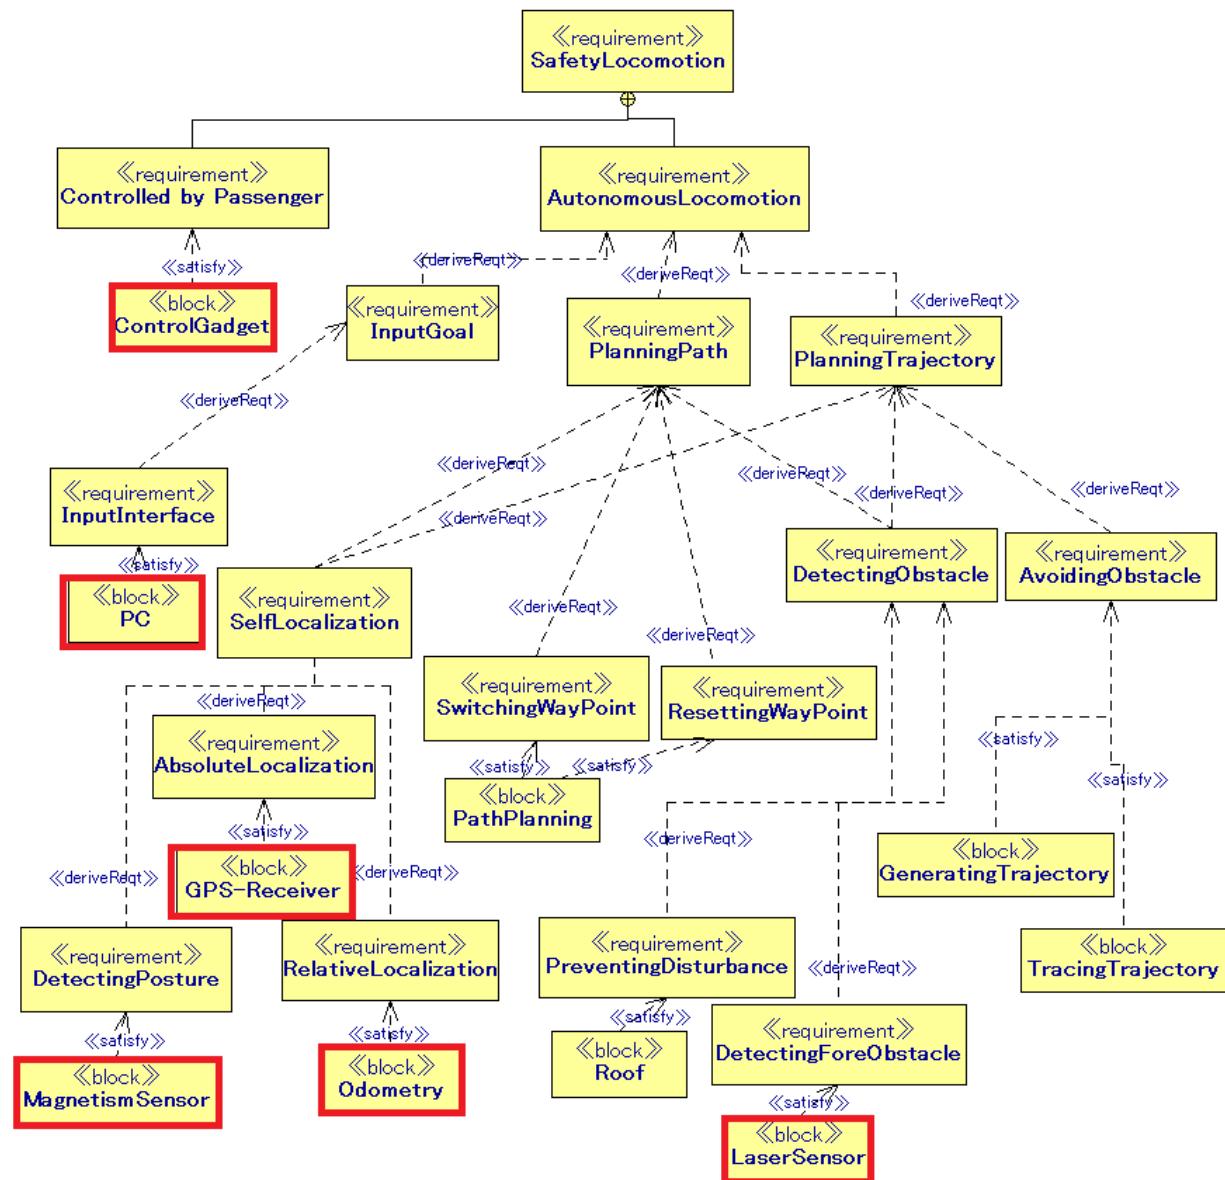 ≪requirement≫
SafetyLocomotion
≪requirement≫
Controlled by Passenger
≪requirement≫
AutonomousLocomotion
≪satisfy≫
≪deriveReqt≫
≪deriveReqt≫
≪deriveReqt≫
≪block≫
ControlGadget
≪requirement≫
InputGoal
≪requirement≫
PlanningPath
≪requirement≫
PlanningTrajectory
≪deriveReqt≫
≪deriveReqt≫
≪deriveReqt≫
≪deriveReqt≫
≪deriveReqt≫
≪deriveReqt≫
≪requirement≫
InputInterface
≪satisfy≫
≪block≫
PC
≪requirement≫
SelfLocalization
≪requirement≫
DetectingObstacle
≪requirement≫
AvoidingObstacle
≪deriveReqt≫
≪deriveReqt≫
≪requirement≫
SwitchingWayPoint
≪requirement≫
ResettingWayPoint
≪deriveReqt≫
≪requirement≫
AbsoluteLocalization
≪satisfy≫
≪satisfy≫
≪satisfy≫
≪satisfy≫
≪block≫
PathPlanning
≪satisfy≫
≪block≫
GPS-Receiver
≪deriveReqt≫
≪deriveReqt≫
≪deriveReqt≫
≪block≫
GeneratingTrajectory
≪requirement≫
DetectingPosture
≪requirement≫
RelativeLocalization
≪requirement≫
PreventingDisturbance
≪deriveReqt≫
≪block≫
TracingTrajectory
≪satisfy≫
≪satisfy≫
≪satisfy≫
≪block≫
MagnetismSensor
≪block≫
Odometry
≪block≫
Roof
≪requirement≫
DetectingForeObstacle
≪satisfy≫
≪block≫
LaserSensor